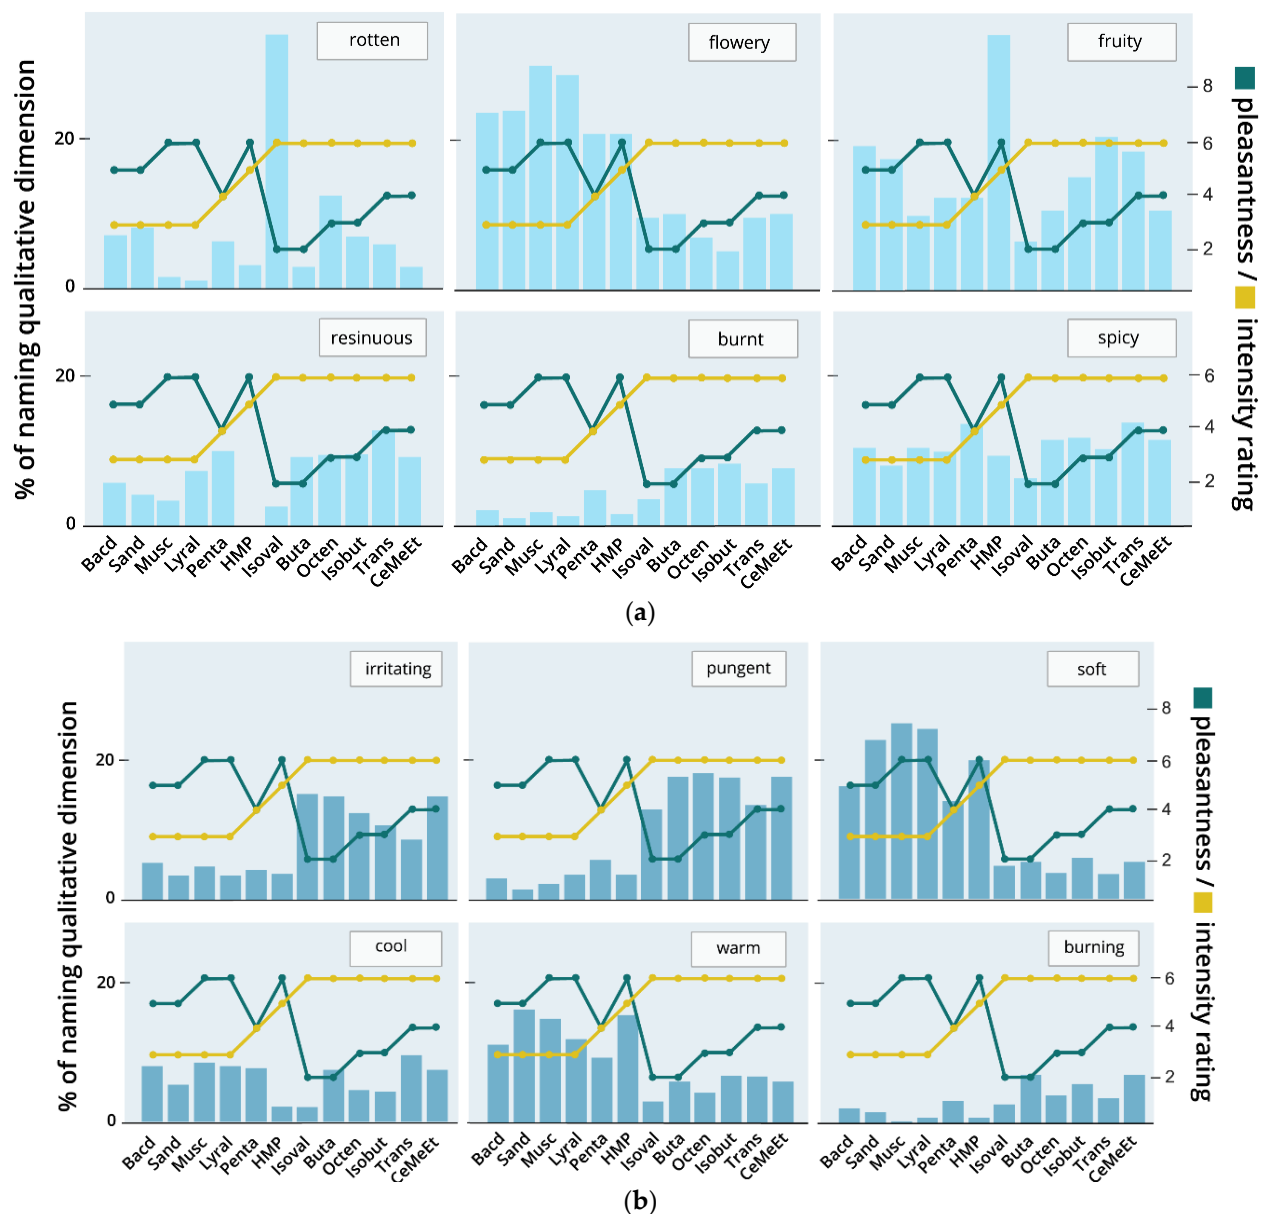 rotten
flowery
fruity
% of naming qualitative dimension
20
0
8
6
4
2
pleasantness / intensity rating
resinuous
burnt
spicy
20
0
6
4
2
Bacd Sand Musc Lyral Penta HMP Isoval Buta Octen Isobut Trans CeMeEt
Bacd Sand Musc Lyral Penta HMP Isoval Buta Octen Isobut Trans CeMeEt
Bacd Sand Musc Lyral Penta HMP Isoval Buta Octen Isobut Trans CeMeEt
(a)
irritating
pungent
soft
% of naming qualitative dimension
20
0
8
6
4
2
pleasantness / intensity rating
cool
warm
burning
20
0
6
4
2
Bacd Sand Musc Lyral Penta HMP Isoval Buta Octen Isobut Trans CeMeEt
Bacd Sand Musc Lyral Penta HMP Isoval Buta Octen Isobut Trans CeMeEt
Bacd Sand Musc Lyral Penta HMP Isoval Buta Octen Isobut Trans CeMeEt
(b)